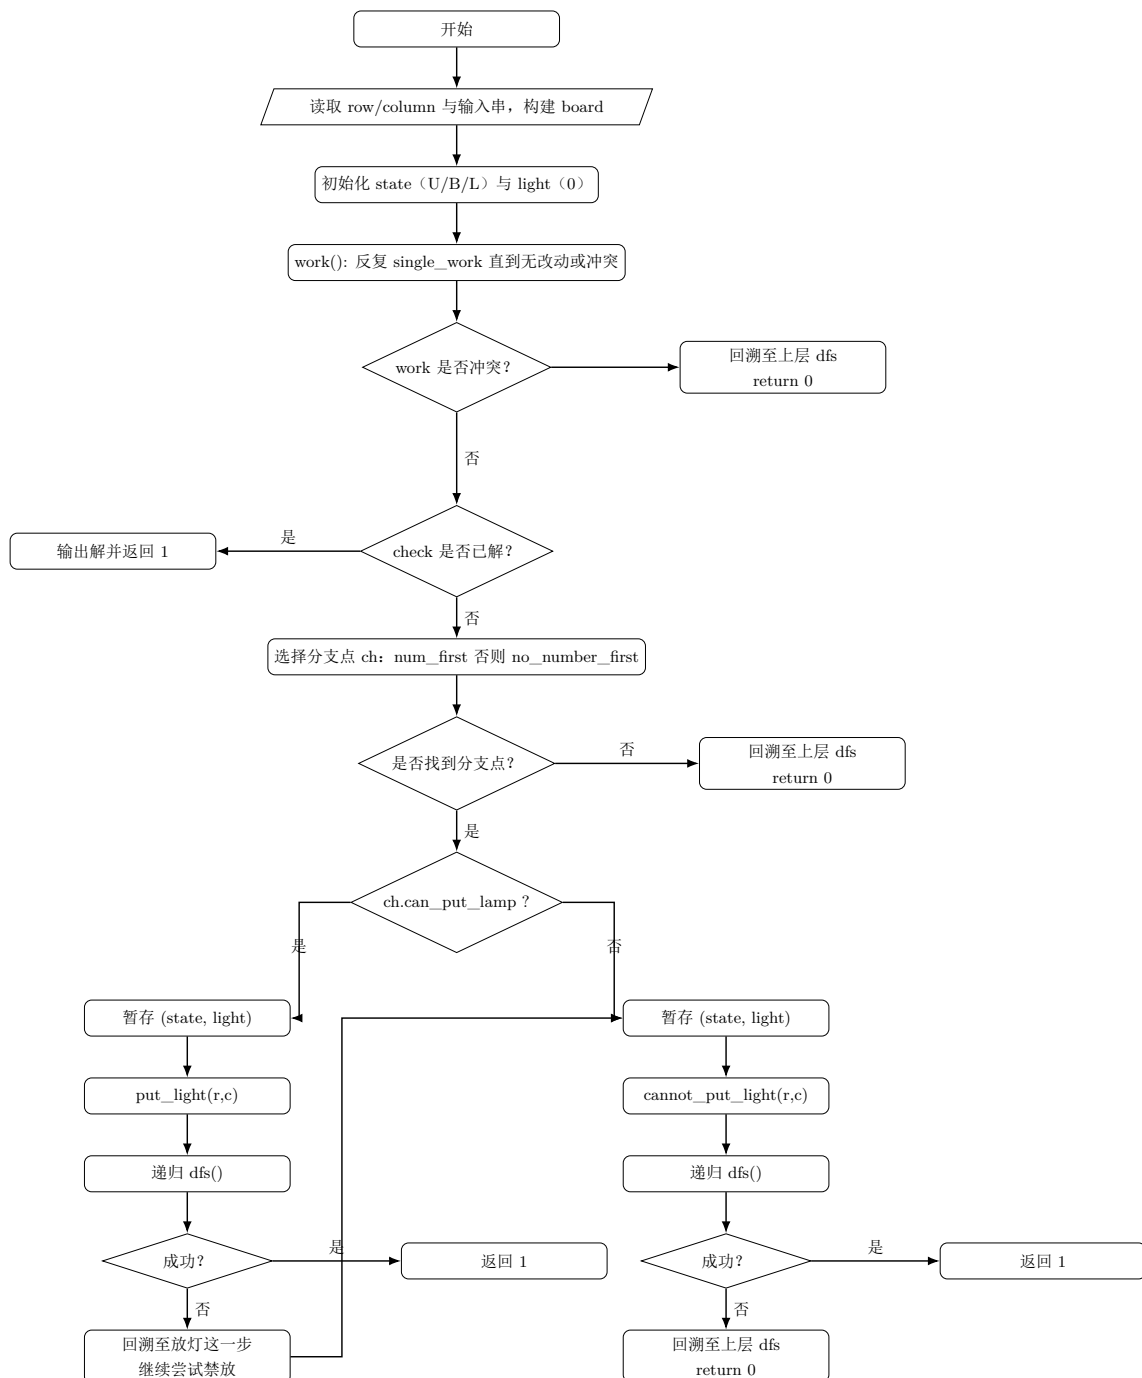 开始
读取 row/column 与输入串，构建 board
初始化 state（U/B/L）与 light（0）
work(): 反复 single_work 直到无改动或冲突
work 是否冲突？
回溯至上层 dfs
return 0
否
check 是否已解？
是
输出解并返回 1
否
选择分支点 ch：num_first 否则 no_number_first
是否找到分支点？
否
回溯至上层 dfs
return 0
是
ch.can_put_lamp ?
是
否
暂存 (state, light)
put_light(r,c)
递归 dfs()
成功？
是
返回 1
否
回溯至放灯这一步
继续尝试禁放
暂存 (state, light)
cannot_put_light(r,c)
递归 dfs()
成功？
是
返回 1
否
回溯至上层 dfs
return 0